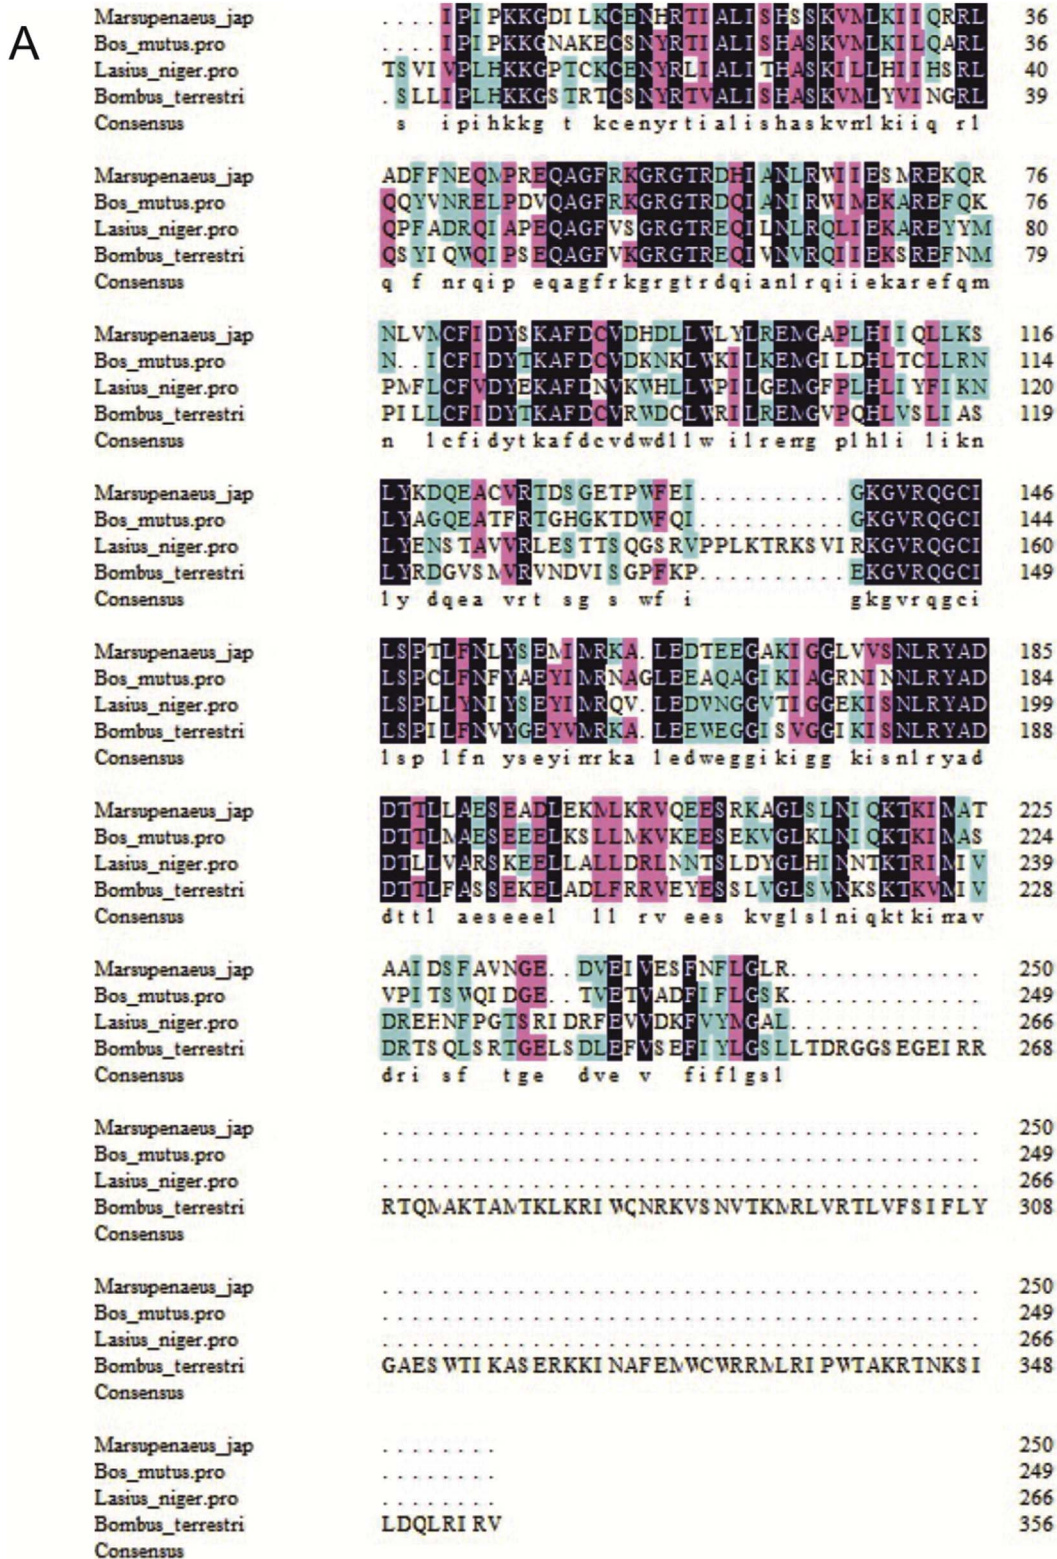 A
Marsupenaeus_jap ....IPIPKKGDILKCENHRTIALISHSSKVMLKIIQRRL 36
Bos_mutus.pro ....IPIPKKGNAKECSNYRTIALISHASKVMLKILQARL 36
Lasius_niger.pro TSVIVPLHKKGPTCKCENYRLIALITHASKILLHIIHSRL 40
Bombus_terrestri .SLLIPLHKKGSTRTCSNYRTVALISHASKVMLYVINGRL 39
Consensus s ipihkkg t kcenyrtialishaskvmlkiiq rl
Marsupenaeus_jap ADFFNEQMPREQAGFRKGRGTRDHIANLRWIIESMREKQR 76
Bos_mutus.pro QQYVNRELPDVQAGFRKGRGTRDQIANIRWIMEKAREFQK 76
Lasius_niger.pro QPFADRQIAPEQAGFVSGRGTREQILNLRQLIEKAREYYM 80
Bombus_terrestri QSYIQWQIPSEQAGFVKGRGTREQIVNVRQIIEKSREFNM 79
Consensus q f nrqip eqagfrkgrgtrdqianlrqiiekarefqm
Marsupenaeus_jap NLVMCFIDYSKAFDCVDHDLLWLYLREMGAPLHLIQLLKS 116
Bos_mutus.pro N..ICFIDYTKAFDCVDKNKLWKILKEMGILDHLTCLLRN 114
Lasius_niger.pro PMFLCFVDYEKAFDNVKWHLLWPILGEMGFPLHLIYFIKN 120
Bombus_terrestri PILLCFIDYTKAFDCVRWDCLWRILREMGVPQHLVSLIAS 119
Consensus n lcfidytkafdcvdwdllw ilremg plhli likn
Marsupenaeus_jap LYKDQEACVRTDSGETPWFEI..........GKGVRQGCI 146
Bos_mutus.pro LYAGQEATFRTGHGKTDWFQI..........GKGVRQGCI 144
Lasius_niger.pro LYENSTAVVRLESTTSQGSRVPPLKTRKSVIRKGVRQGCI 160
Bombus_terrestri LYRDGVSMVRVNDVISGPFKP..........EKGVRQGCI 149
Consensus ly dqea vrt sg s wf i gkgvrqgci
Marsupenaeus_jap LSPTLFNLYSEMIMRKA.LEDTEEGAKIGGLVVSNLRYAD 185
Bos_mutus.pro LSPCLFNFYAEYIMRNAGLEEAQAGIKIAGRNINNLRYAD 184
Lasius_niger.pro LSPLLYNIYSEYIMRQV.LEDVNGGVTIGGEKISNLRYAD 199
Bombus_terrestri LSPILFNVYGEYVMRKA.LEEWEGGISVGGIKISNLRYAD 188
Consensus lsp lfn yseyimrka ledweggikigg kisnlryad
Marsupenaeus_jap DTTLLAESEADLEKMLKRVQEESRKAGLSLNIQKTKIMAT 225
Bos_mutus.pro DTTLMAESEEELKSLLMKVKEESEKVGLKLNIQKTKIMAS 224
Lasius_niger.pro DTLLVARSKEELLALLDRLNNTSLDYGLHINNTKTRIMIV 239
Bombus_terrestri DTTLFASSEKELADLFRRVEYESSLVGLSVNKSKTKVMIV 228
Consensus dttl aeseeel ll rv ees kvglslniqktkimav
Marsupenaeus_jap AAIDSFAVNGE..DVEIVESFNFLGLR............. 250
Bos_mutus.pro VPITSWQIDGE..TVETVADFIFLGSK............. 249
Lasius_niger.pro DREHNFPGTSRIDRFEVVDKFVYMGAL............. 266
Bombus_terrestri DRTSQLSRTGELSDLEFVSEFIYLGSLLTDRGGSEGEIRR 268
Consensus dri sf tge dve v fiflgsl
Marsupenaeus_jap ........................................ 250
Bos_mutus.pro ........................................ 249
Lasius_niger.pro ........................................ 266
Bombus_terrestri RTQMAKTAMTKLKRIWQNRKVSNVTKMRLVRTLVFSIFLY 308
Consensus
Marsupenaeus_jap ........................................ 250
Bos_mutus.pro ........................................ 249
Lasius_niger.pro ........................................ 266
Bombus_terrestri GAESWTIKASERKKINAFEMWCWRRMLRIPWTAKRTNKSI 348
Consensus
Marsupenaeus_jap ........ 250
Bos_mutus.pro ........ 249
Lasius_niger.pro ........ 266
Bombus_terrestri LDQLRIRV 356
Consensus